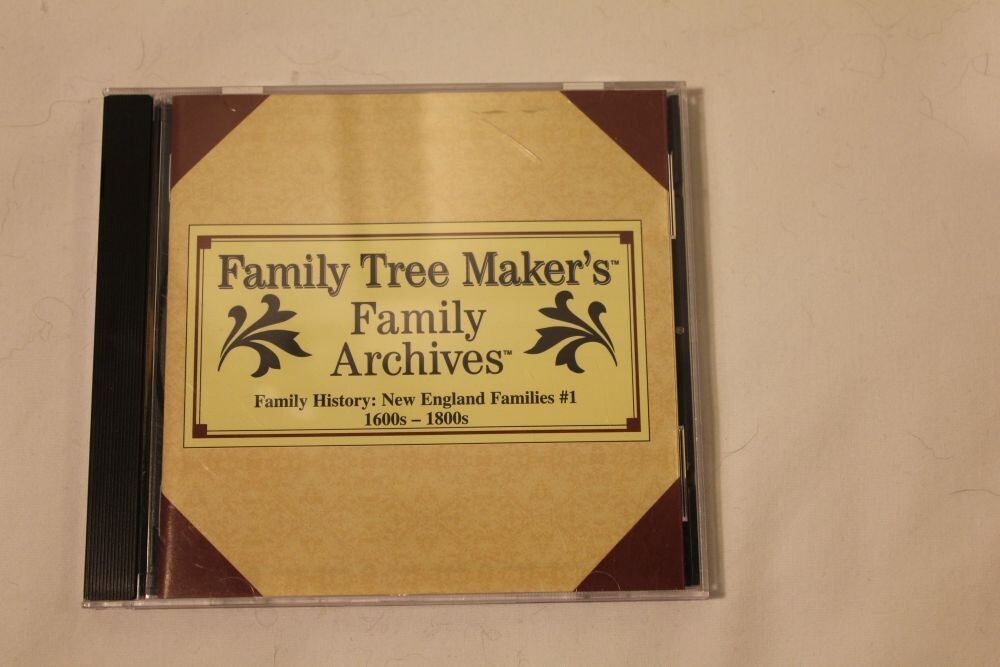 Family Tree Maker's™
Family
Archives™
Family History: New England Families #1
1600s – 1800s